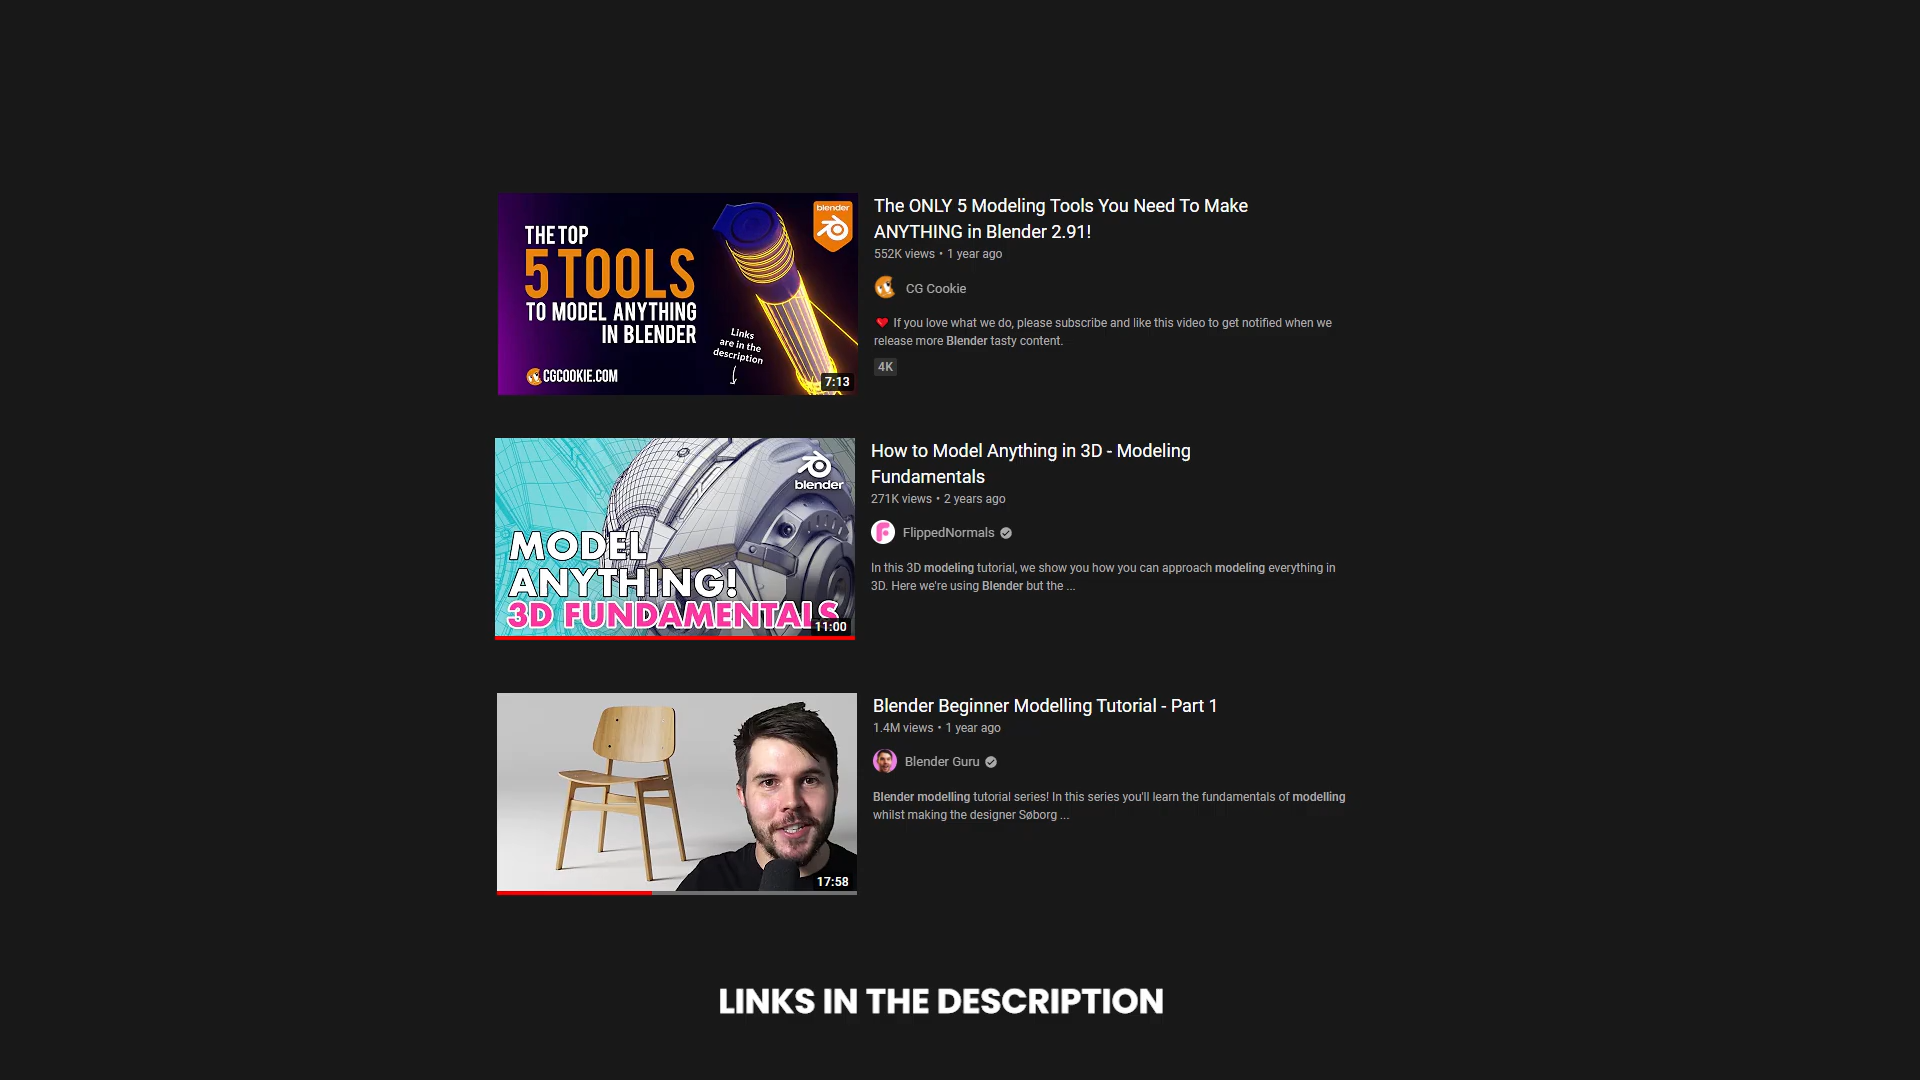 THE TOP
5 TOOLS
TO MODEL ANYTHING
IN BLENDER
Links
are in the
description
CGCOOKIE.COM
blender
7:13
The ONLY 5 Modeling Tools You Need To Make
ANYTHING in Blender 2.91!
552K views • 1 year ago
CG Cookie
If you love what we do, please subscribe and like this video to get notified when we
release more Blender tasty content.
4K
blender
MODEL
ANYTHING!
3D FUNDAMENTALS
11:00
How to Model Anything in 3D - Modeling
Fundamentals
271K views • 2 years ago
FlippedNormals
In this 3D modeling tutorial, we show you how you can approach modeling everything in
3D. Here we're using Blender but the ...
17:58
Blender Beginner Modelling Tutorial - Part 1
1.4M views • 1 year ago
Blender Guru
Blender modelling tutorial series! In this series you'll learn the fundamentals of modelling
whilst making the designer Søborg ...
LINKS IN THE DESCRIPTION